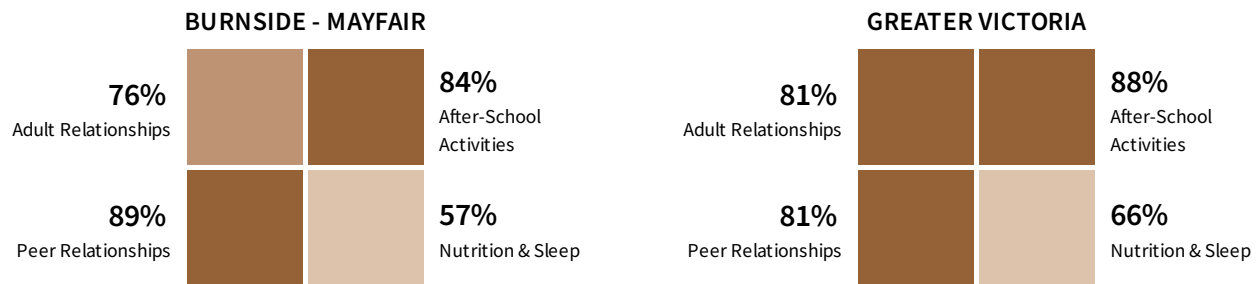 BURNSIDE - MAYFAIR
76%
Adult Relationships
84%
After-School
Activities
89%
Peer Relationships
57%
Nutrition & Sleep
GREATER VICTORIA
81%
Adult Relationships
88%
After-School
Activities
81%
Peer Relationships
66%
Nutrition & Sleep